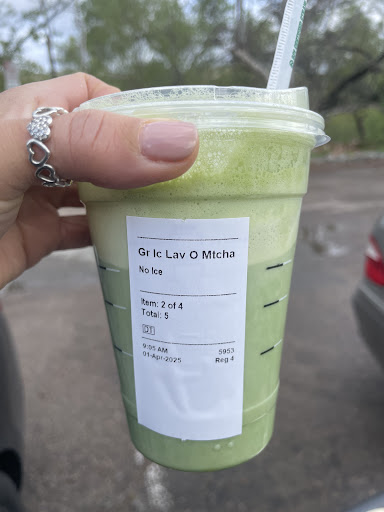 Gr Ic Lav O Mtcha
No Ice
Item: 2 of 4
Total: 5
9:05 AM 5953
01-Apr-2025 Reg 4